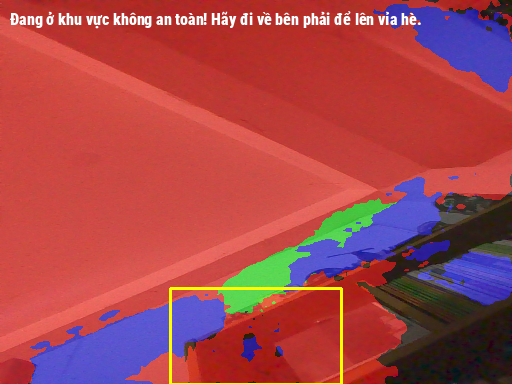 Đang ở khu vực không an toàn! Hãy đi về bên phải để lên vỉa hè.